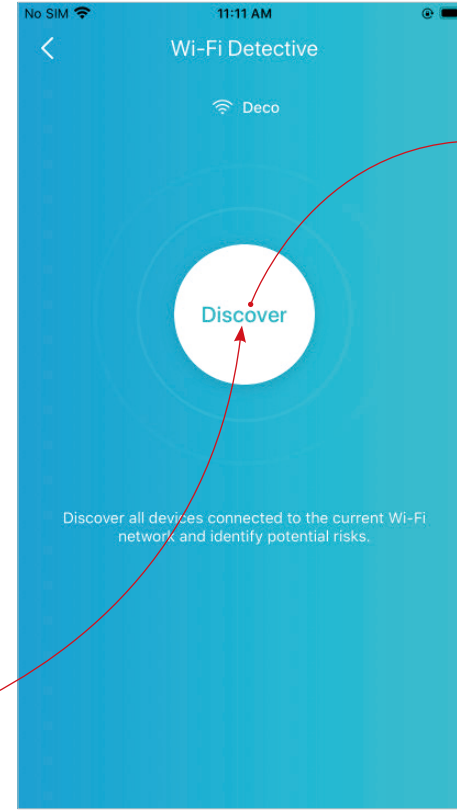 No SIM 11:11 AM
Wi-Fi Detective
Deco
Discover
Discover all devices connected to the current Wi-Fi
network and identify potential risks.